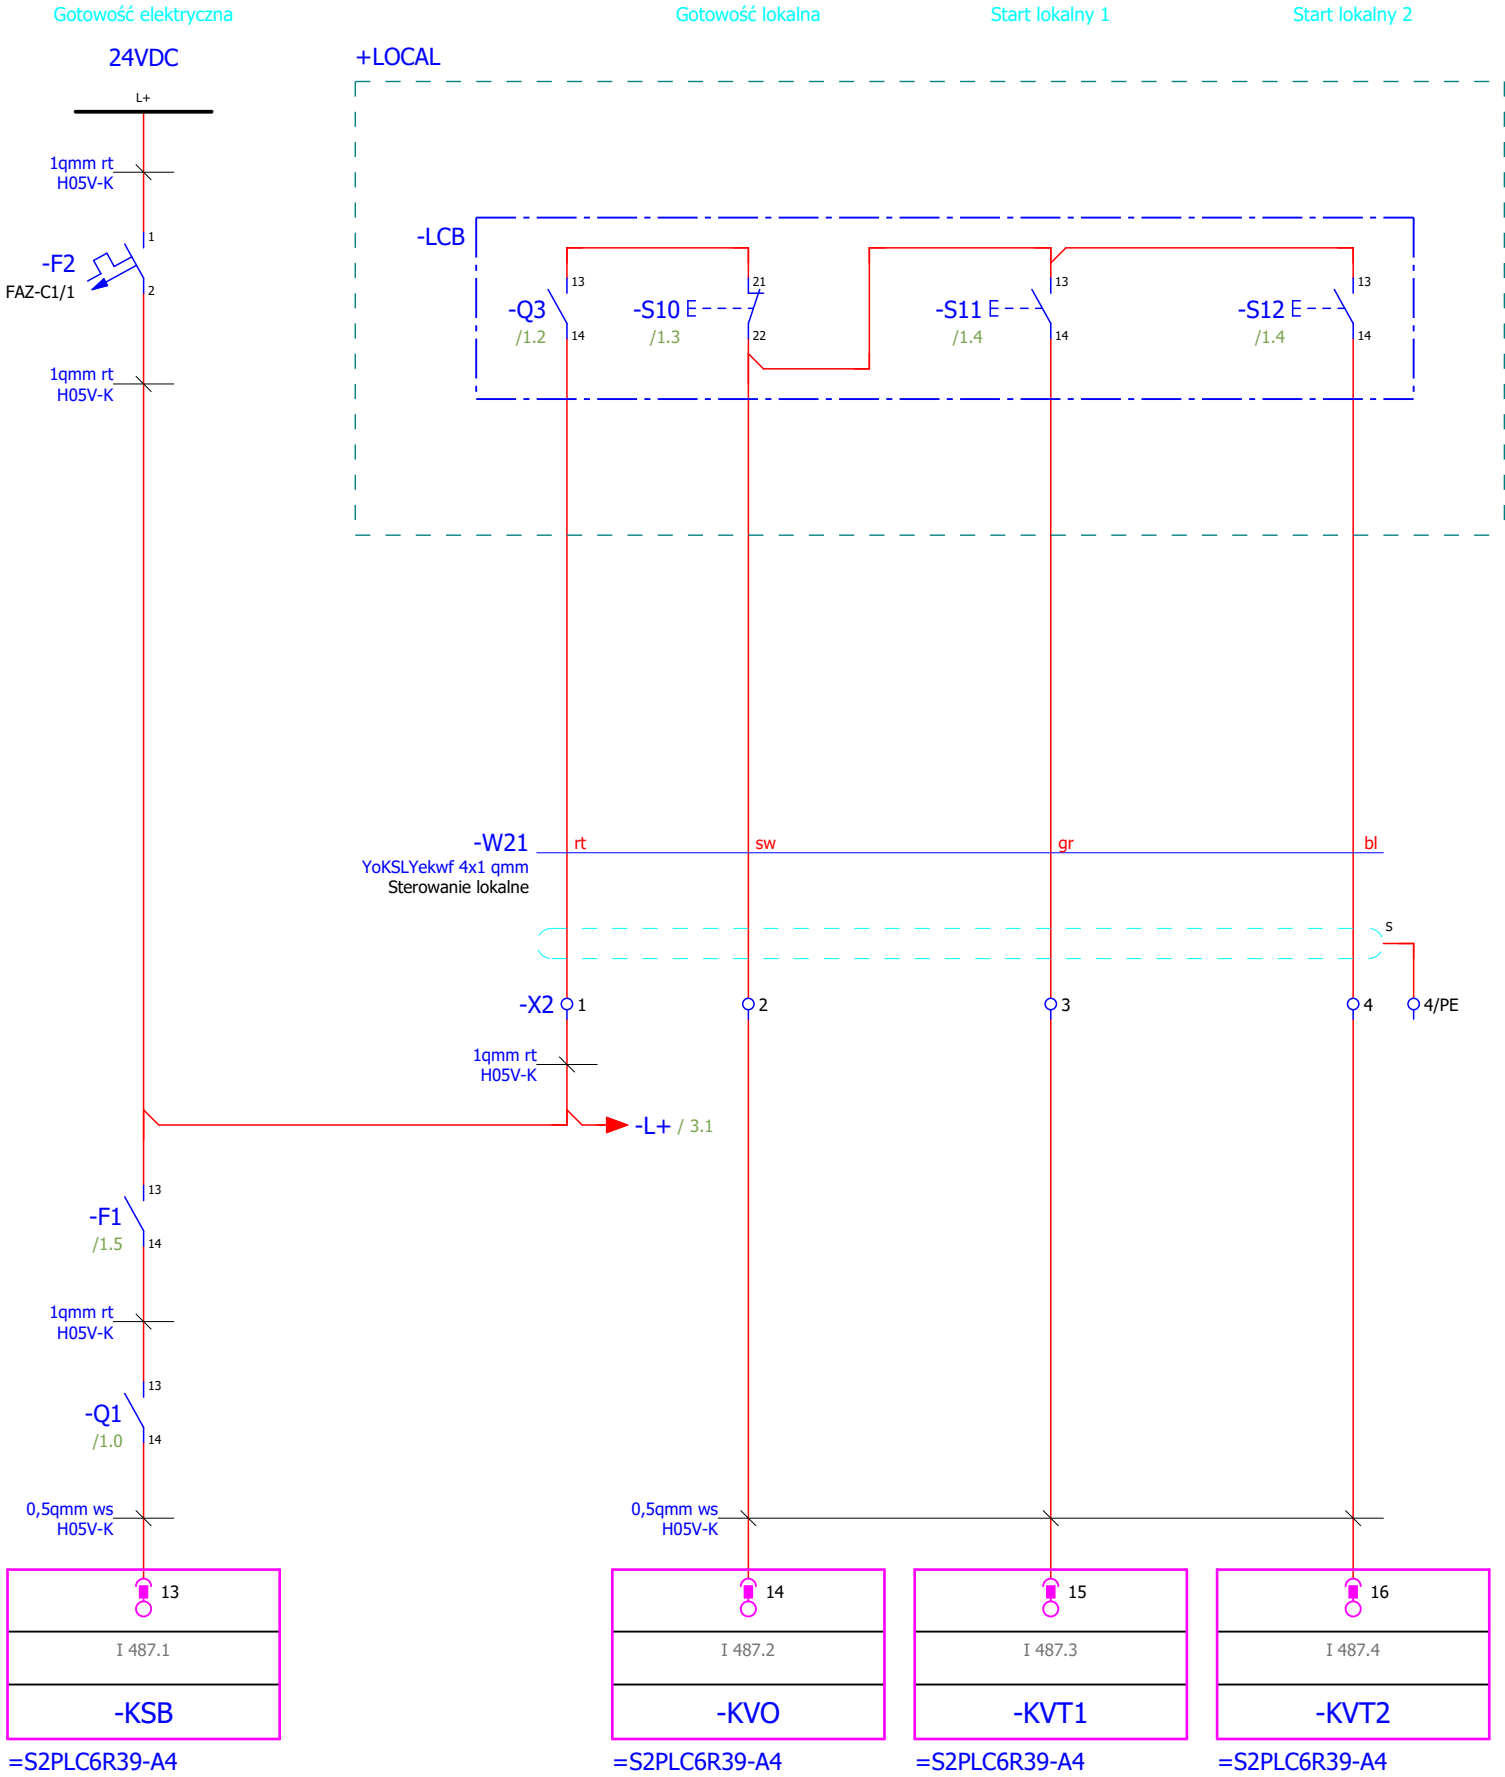 Gotowość elektryczna
Gotowość lokalna
Start lokalny 1
Start lokalny 2
24VDC
+LOCAL
L+
1qmm rt
H05V-K
-LCB
1
-F2
FAZ-C1/1
2
13
-Q3
/1.2
14
21
-S10
/1.3
22
13
-S11
/1.4
14
13
-S12
/1.4
14
1qmm rt
H05V-K
-W21
rt
sw
gr
bl
YoKSLYekwf 4x1 qmm
Sterowanie lokalne
S
-X2
1
2
3
4
4/PE
1qmm rt
H05V-K
-L+ / 3.1
13
-F1
/1.5
14
1qmm rt
H05V-K
13
-Q1
/1.0
14
0,5qmm ws
H05V-K
0,5qmm ws
H05V-K
13
14
15
16
I 487.1
I 487.2
I 487.3
I 487.4
-KSB
-KVO
-KVT1
-KVT2
=S2PLC6R39-A4
=S2PLC6R39-A4
=S2PLC6R39-A4
=S2PLC6R39-A4